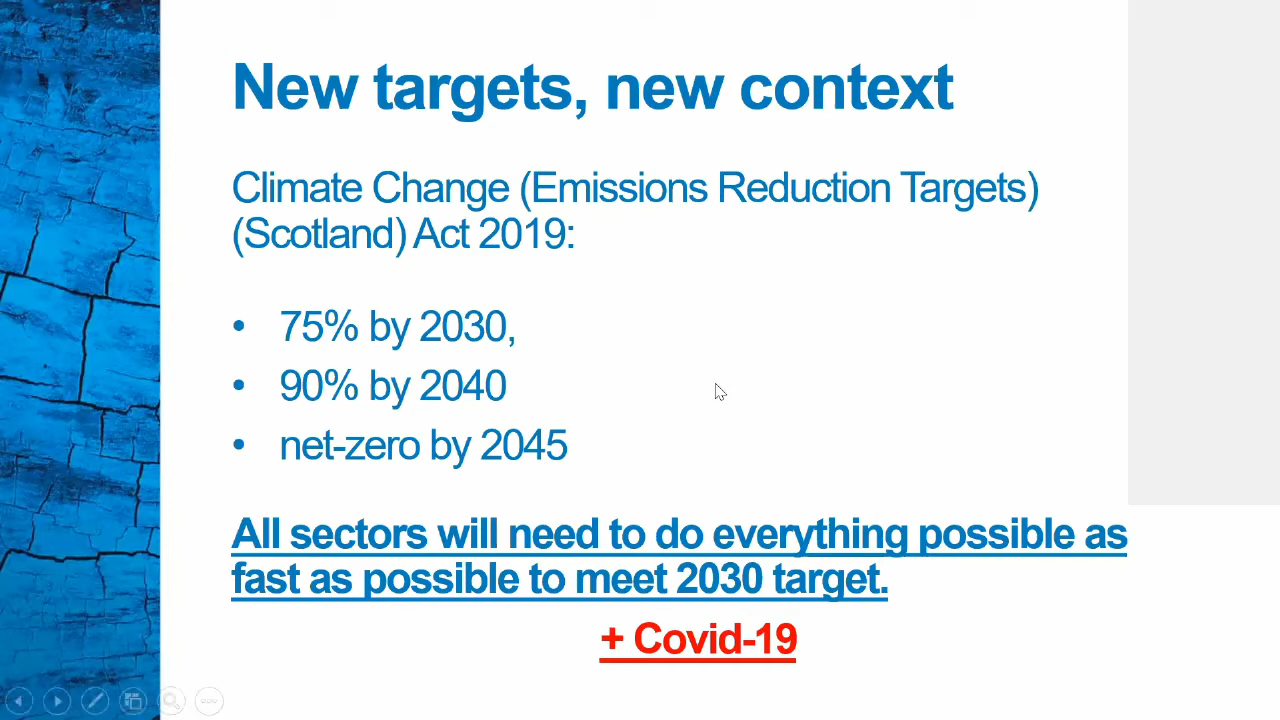 New targets, new context
Climate Change (Emissions Reduction Targets)
(Scotland) Act 2019:
• 75% by 2030,
• 90% by 2040
• net-zero by 2045
All sectors will need to do everything possible as
fast as possible to meet 2030 target.
+ Covid-19